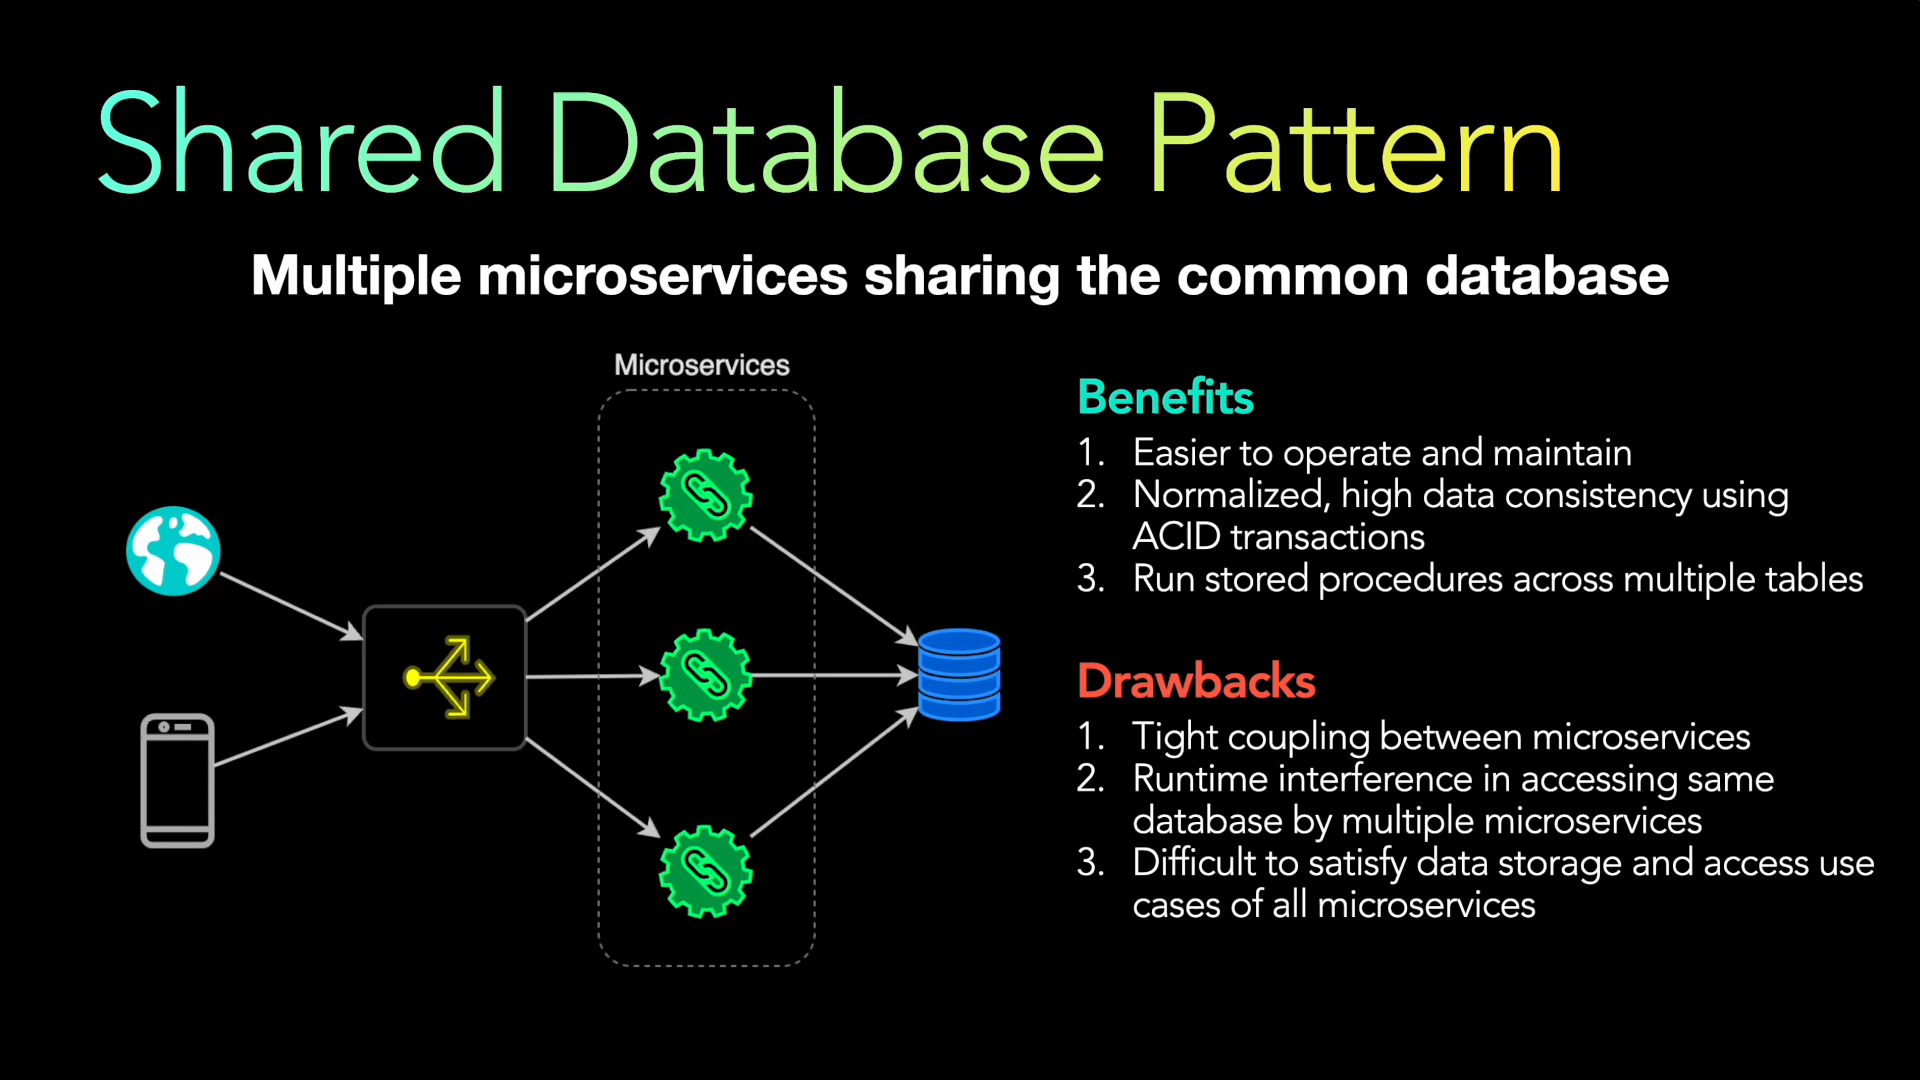 Shared Database Pattern
Multiple microservices sharing the common database
Microservices
Benefits
1. Easier to operate and maintain
2. Normalized, high data consistency using
ACID transactions
3. Run stored procedures across multiple tables
Drawbacks
1. Tight coupling between microservices
2. Runtime interference in accessing same
database by multiple microservices
3. Difficult to satisfy data storage and access use
cases of all microservices